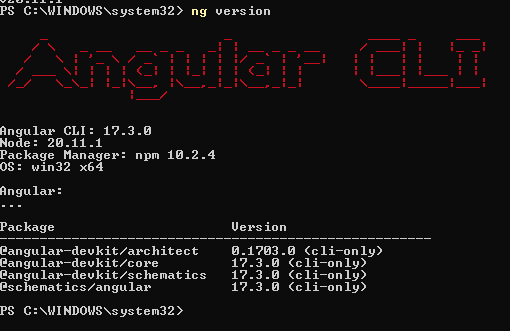 v20.11.1
PS C:\WINDOWS\system32> ng version
Angular CLI
Angular CLI: 17.3.0
Node: 20.11.1
Package Manager: npm 10.2.4
OS: win32 x64
Angular:
...
Package Version
------------------------------------------------------
@angular-devkit/architect 0.1703.0 (cli-only)
@angular-devkit/core 17.3.0 (cli-only)
@angular-devkit/schematics 17.3.0 (cli-only)
@schematics/angular 17.3.0 (cli-only)
PS C:\WINDOWS\system32>